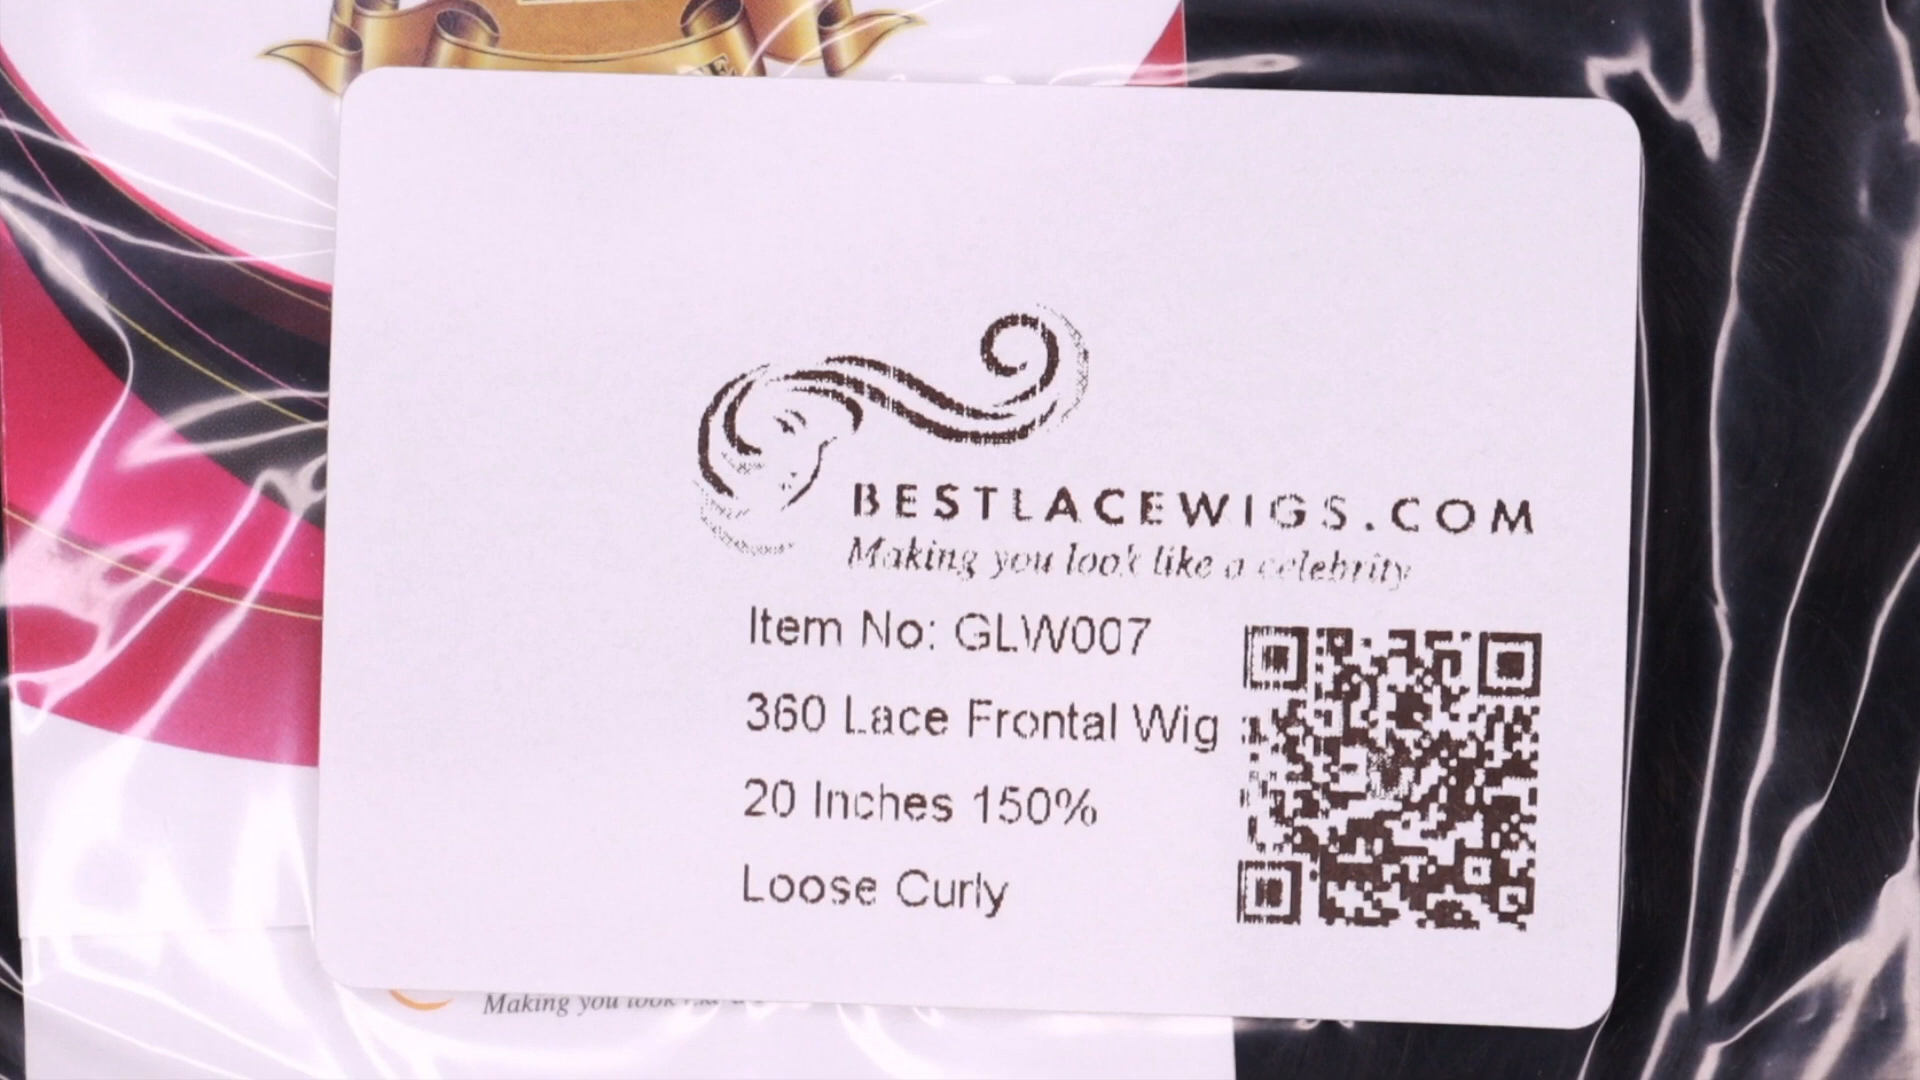 BESTLACEWIGS.COM
Making you look like a celebrity
Item No: GLW007
360 Lace Frontal Wig
20 Inches 150%
Loose Curly
Making you look